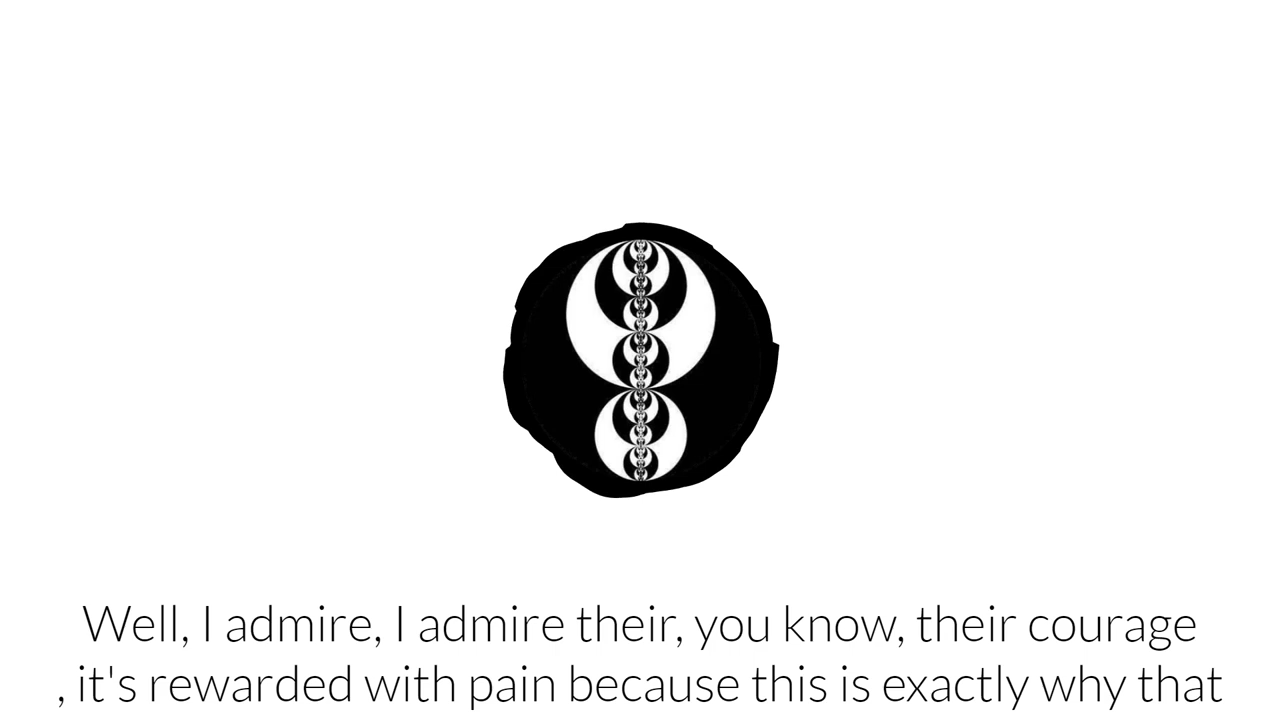 Well, I admire, I admire their, you know, their courage
, it's rewarded with pain because this is exactly why that